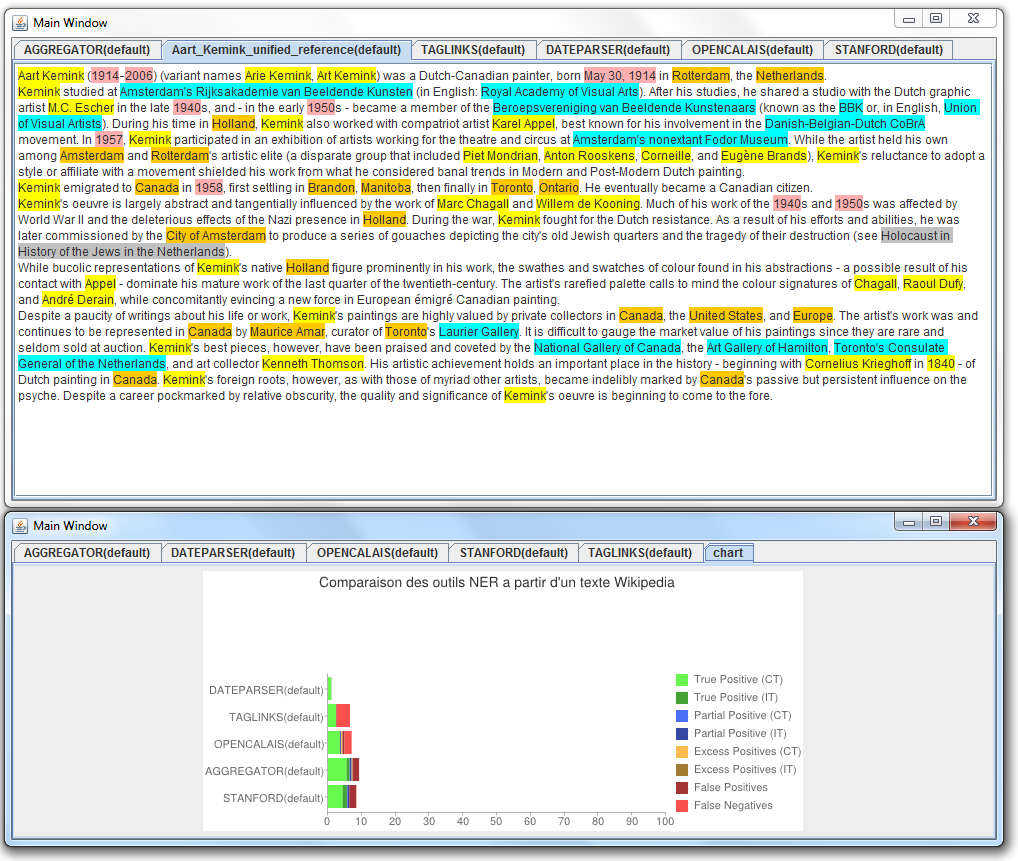 Main Window
AGGREGATOR(default) Aart_Kemink_unified_reference(default) TAGLINKS(default) DATEPARSER(default) OPENCALAIS(default) STANFORD(default)
Aart Kemink (1914-2006) (variant names Arie Kemink, Art Kemink) was a Dutch-Canadian painter, born May 30, 1914 in Rotterdam, the Netherlands.
Kemink studied at Amsterdam's Rijksakademie van Beeldende Kunsten (in English: Royal Academy of Visual Arts). After his studies, he shared a studio with the Dutch graphic
artist M.C. Escher in the late 1940s, and - in the early 1950s - became a member of the Beroepsvereniging van Beeldende Kunstenaars (known as the BBK or, in English, Union
of Visual Artists). During his time in Holland, Kemink also worked with compatriot artist Karel Appel, best known for his involvement in the Danish-Belgian-Dutch CoBrA
movement. In 1957, Kemink participated in an exhibition of artists working for the theatre and circus at Amsterdam's nonextant Fodor Museum. While the artist held his own
among Amsterdam and Rotterdam's artistic elite (a disparate group that included Piet Mondrian, Anton Rooskens, Corneille, and Eugène Brands), Kemink's reluctance to adopt a
style or affiliate with a movement shielded his work from what he considered banal trends in Modern and Post-Modern Dutch painting.
Kemink emigrated to Canada in 1958, first settling in Brandon, Manitoba, then finally in Toronto, Ontario. He eventually became a Canadian citizen.
Kemink's oeuvre is largely abstract and tangentially influenced by the work of Marc Chagall and Willem de Kooning. Much of his work of the 1940s and 1950s was affected by
World War II and the deleterious effects of the Nazi presence in Holland. During the war, Kemink fought for the Dutch resistance. As a result of his efforts and abilities, he was
later commissioned by the City of Amsterdam to produce a series of gouaches depicting the city's old Jewish quarters and the tragedy of their destruction (see Holocaust in
History of the Jews in the Netherlands).
While bucolic representations of Kemink's native Holland figure prominently in his work, the swathes and swatches of colour found in his abstractions - a possible result of his
contact with Appel - dominate his mature work of the last quarter of the twentieth-century. The artist's rarefied palette calls to mind the colour signatures of Chagall, Raoul Dufy,
and André Derain, while concomitantly evincing a new force in European émigré Canadian painting.
Despite a paucity of writings about his life or work, Kemink's paintings are highly valued by private collectors in Canada, the United States, and Europe. The artist's work was and
continues to be represented in Canada by Maurice Amar, curator of Toronto's Laurier Gallery. It is difficult to gauge the market value of his paintings since they are rare and
seldom sold at auction. Kemink's best pieces, however, have been praised and coveted by the National Gallery of Canada, the Art Gallery of Hamilton, Toronto's Consulate
General of the Netherlands, and art collector Kenneth Thomson. His artistic achievement holds an important place in the history - beginning with Cornelius Krieghoff in 1840 - of
Dutch painting in Canada. Kemink's foreign roots, however, as with those of myriad other artists, became indelibly marked by Canada's passive but persistent influence on the
psyche. Despite a career pockmarked by relative obscurity, the quality and significance of Kemink's oeuvre is beginning to come to the fore.
Main Window
AGGREGATOR(default) DATEPARSER(default) OPENCALAIS(default) STANFORD(default) TAGLINKS(default) chart
Comparaison des outils NER a partir d'un texte Wikipedia
DATEPARSER(default)
TAGLINKS(default)
OPENCALAIS(default)
AGGREGATOR(default)
STANFORD(default)
0 10 20 30 40 50 60 70 80 90 100
True Positive (CT)
True Positive (IT)
Partial Positive (CT)
Partial Positive (IT)
Excess Positives (CT)
Excess Positives (IT)
False Positives
False Negatives